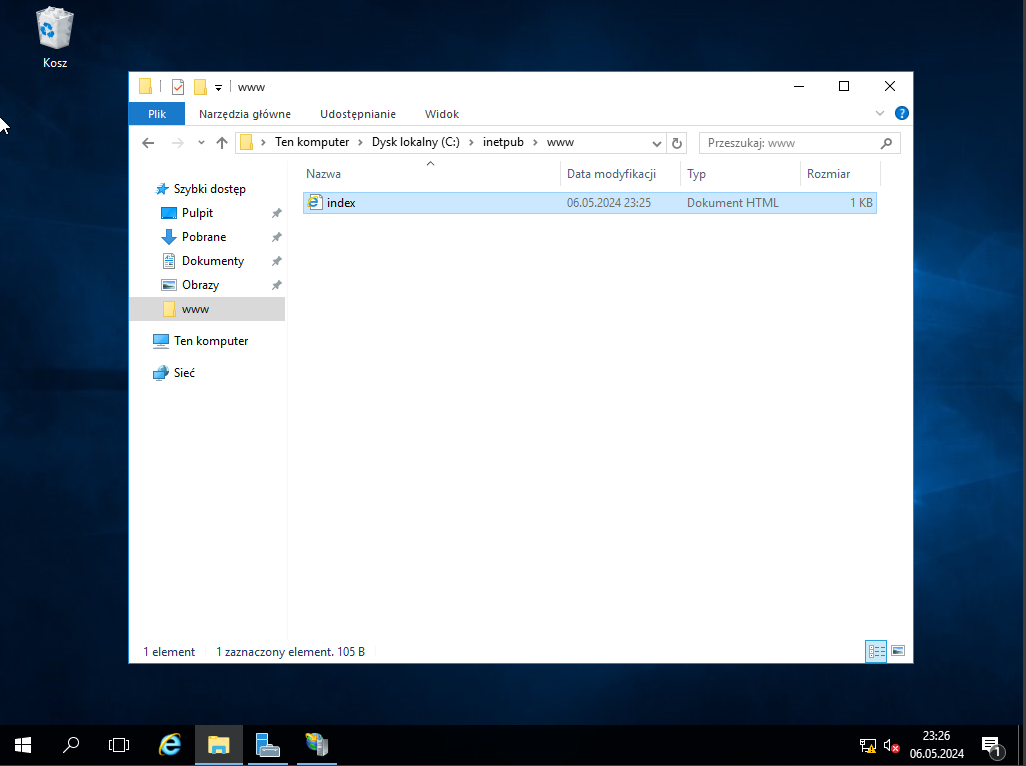 Kosz
www
Plik Narzędzia główne Udostępnianie Widok
Ten komputer Dysk lokalny (C:) inetpub www Przeszukaj: www
Nazwa Data modyfikacji Typ Rozmiar
index 06.05.2024 23:25 Dokument HTML 1 KB
Szybki dostęp
Pulpit
Pobrane
Dokumenty
Obrazy
www
Ten komputer
Sieć
1 element 1 zaznaczony element. 105 B
23:26
06.05.2024
1